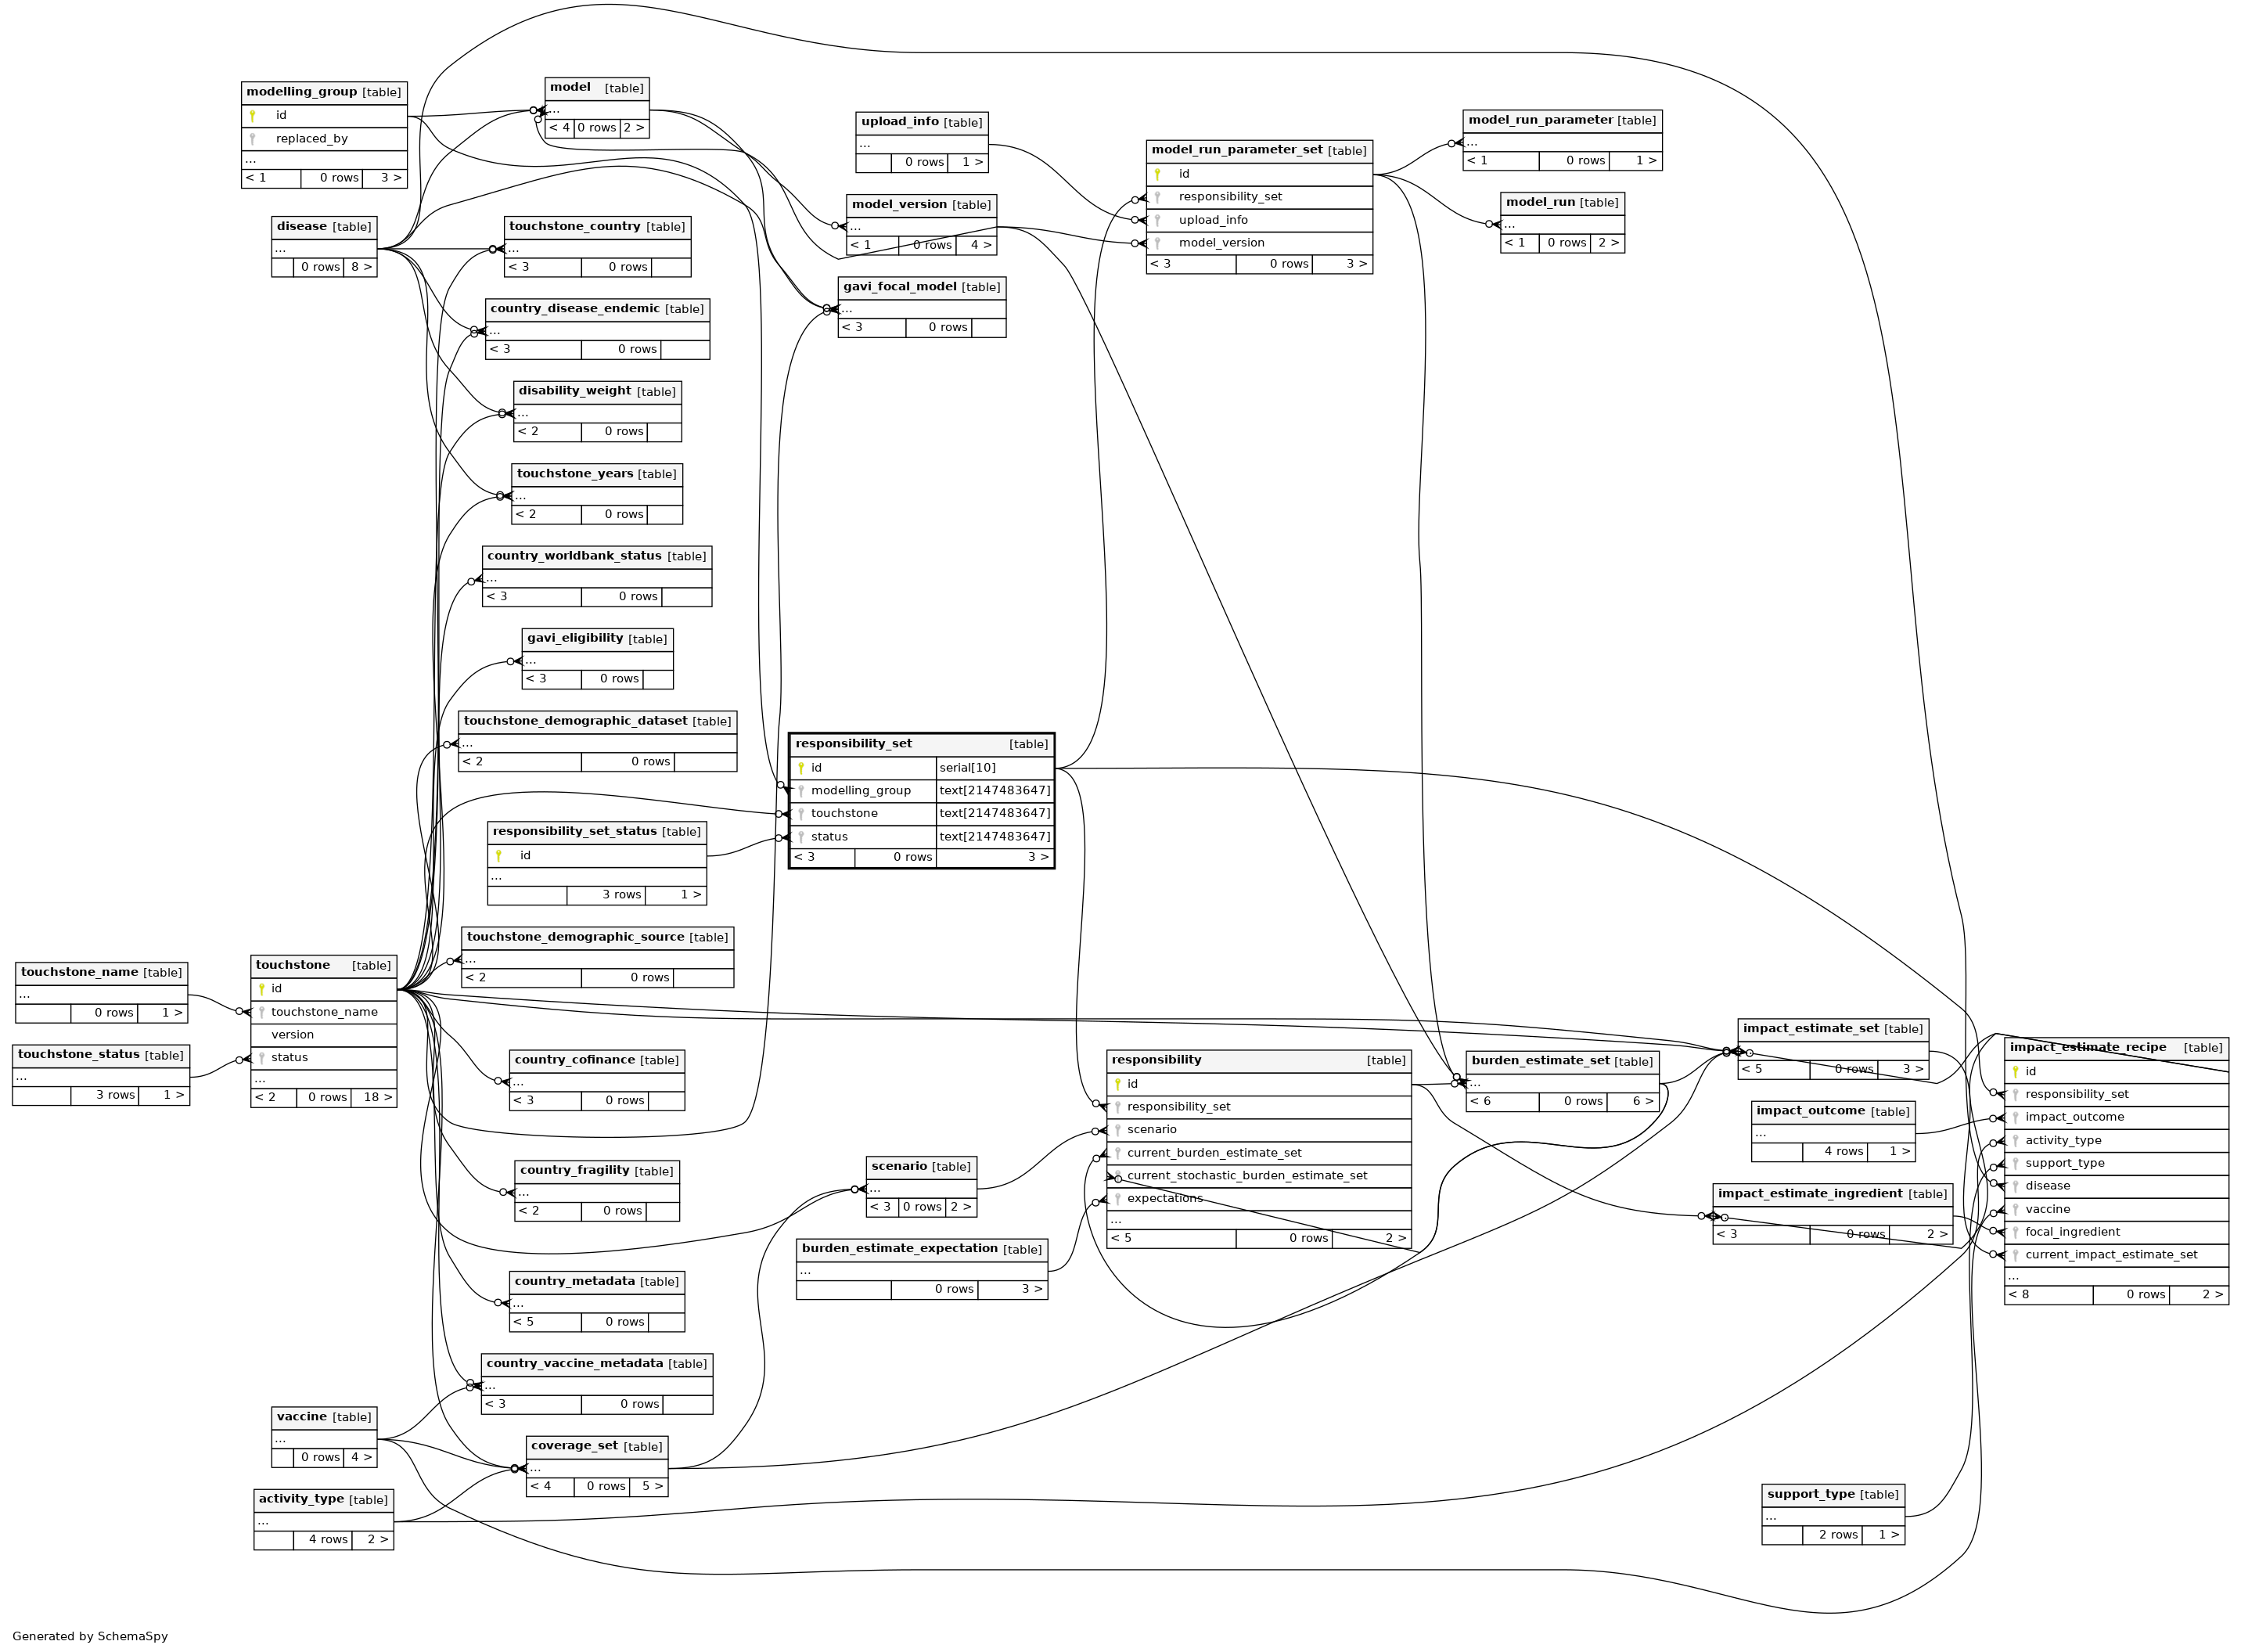 modelling_group [table]
id
replaced_by
...
< 1 0 rows 3 >
model [table]
...
< 4 0 rows 2 >
upload_info [table]
...
0 rows 1 >
model_run_parameter_set [table]
id
responsibility_set
upload_info
model_version
< 3 0 rows 3 >
model_run_parameter [table]
...
< 1 0 rows 1 >
model_run [table]
...
< 1 0 rows 2 >
disease [table]
...
0 rows 8 >
touchstone_country [table]
...
< 3 0 rows
model_version [table]
...
< 1 0 rows 4 >
gavi_focal_model [table]
...
< 3 0 rows
country_disease_endemic [table]
...
< 3 0 rows
disability_weight [table]
...
< 2 0 rows
touchstone_years [table]
...
< 2 0 rows
country_worldbank_status [table]
...
< 3 0 rows
gavi_eligibility [table]
...
< 3 0 rows
touchstone_demographic_dataset [table]
...
< 2 0 rows
responsibility_set [table]
id serial[10]
modelling_group text[2147483647]
touchstone text[2147483647]
status text[2147483647]
< 3 0 rows 3 >
responsibility_set_status [table]
id
...
3 rows 1 >
touchstone_demographic_source [table]
...
< 2 0 rows
touchstone_name [table]
...
0 rows 1 >
touchstone_status [table]
...
3 rows 1 >
touchstone [table]
id
touchstone_name
version
status
...
< 2 0 rows 18 >
country_cofinance [table]
...
< 3 0 rows
responsibility [table]
id
responsibility_set
scenario
current_burden_estimate_set
current_stochastic_burden_estimate_set
expectations
...
< 5 0 rows 2 >
burden_estimate_set [table]
...
< 6 0 rows 6 >
impact_estimate_set [table]
< 5 0 rows 3 >
impact_outcome [table]
...
4 rows 1 >
impact_estimate_ingredient [table]
< 3 0 rows 2 >
impact_estimate_recipe [table]
id
responsibility_set
impact_outcome
activity_type
support_type
disease
vaccine
focal_ingredient
current_impact_estimate_set
...
< 8 0 rows 2 >
country_fragility [table]
...
< 2 0 rows
scenario [table]
...
< 3 0 rows 2 >
burden_estimate_expectation [table]
...
0 rows 3 >
country_metadata [table]
...
< 5 0 rows
country_vaccine_metadata [table]
...
< 3 0 rows
vaccine [table]
...
0 rows 4 >
coverage_set [table]
...
< 4 0 rows 5 >
activity_type [table]
...
4 rows 2 >
support_type [table]
...
2 rows 1 >
Generated by SchemaSpy